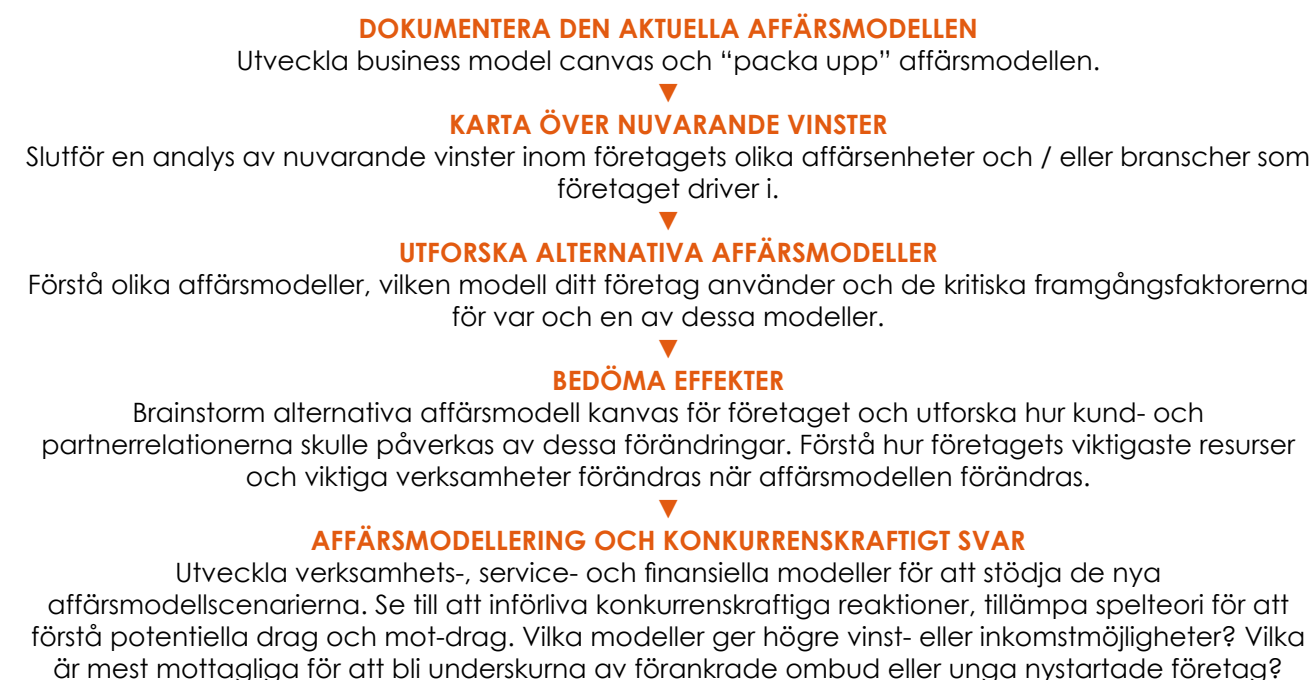 DOKUMENTERA DEN AKTUELLA AFFÄRSMODELLEN
Utveckla business model canvas och “packa upp” affärsmodellen.
▼
KARTA ÖVER NUVARANDE VINSTER
Slutför en analys av nuvarande vinster inom företagets olika affärsenheter och / eller branscher som
företaget driver i.
▼
UTFORSKA ALTERNATIVA AFFÄRSMODELLER
Förstå olika affärsmodeller, vilken modell ditt företag använder och de kritiska framgångsfaktorerna
för var och en av dessa modeller.
▼
BEDÖMA EFFEKTER
Brainstorm alternativa affärsmodell kanvas för företaget och utforska hur kund- och
partnerrelationerna skulle påverkas av dessa förändringar. Förstå hur företagets viktigaste resurser
och viktiga verksamheter förändras när affärsmodellen förändras.
▼
AFFÄRSMODELLERING OCH KONKURRENSKRAFTIGT SVAR
Utveckla verksamhets-, service- och finansiella modeller för att stödja de nya
affärsmodellscenarierna. Se till att införliva konkurrenskraftiga reaktioner, tillämpa spelteori för att
förstå potentiella drag och mot-drag. Vilka modeller ger högre vinst- eller inkomstmöjligheter? Vilka
är mest mottagliga för att bli underskurna av förankrade ombud eller unga nystartade företag?